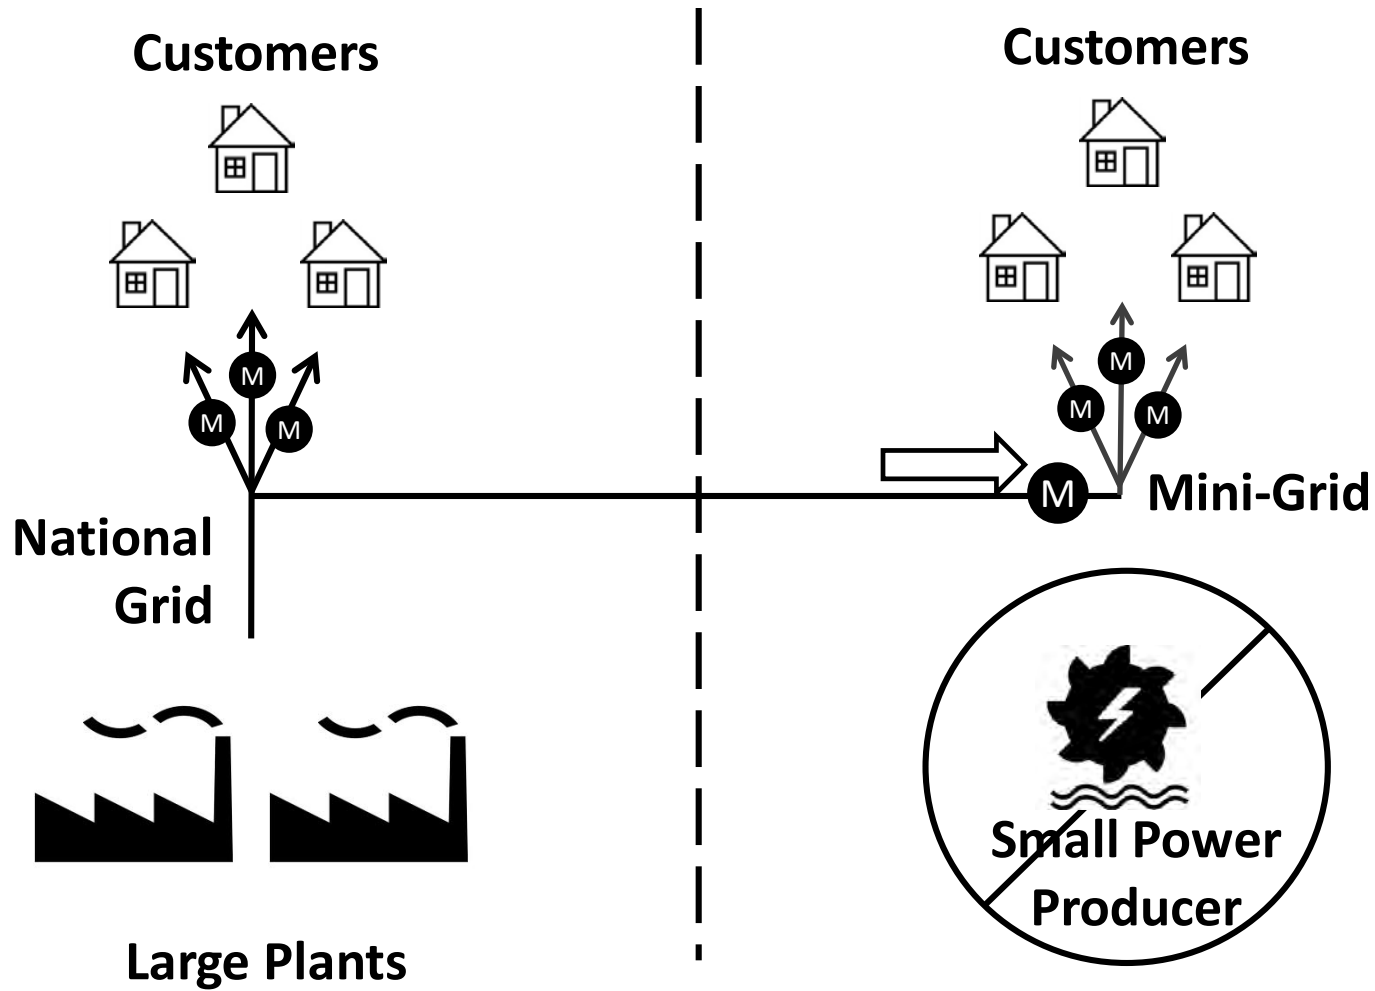 Customers
Customers
M
M
M
M
M
M
M
National
Grid
Mini-Grid
Small Power
Producer
Large Plants